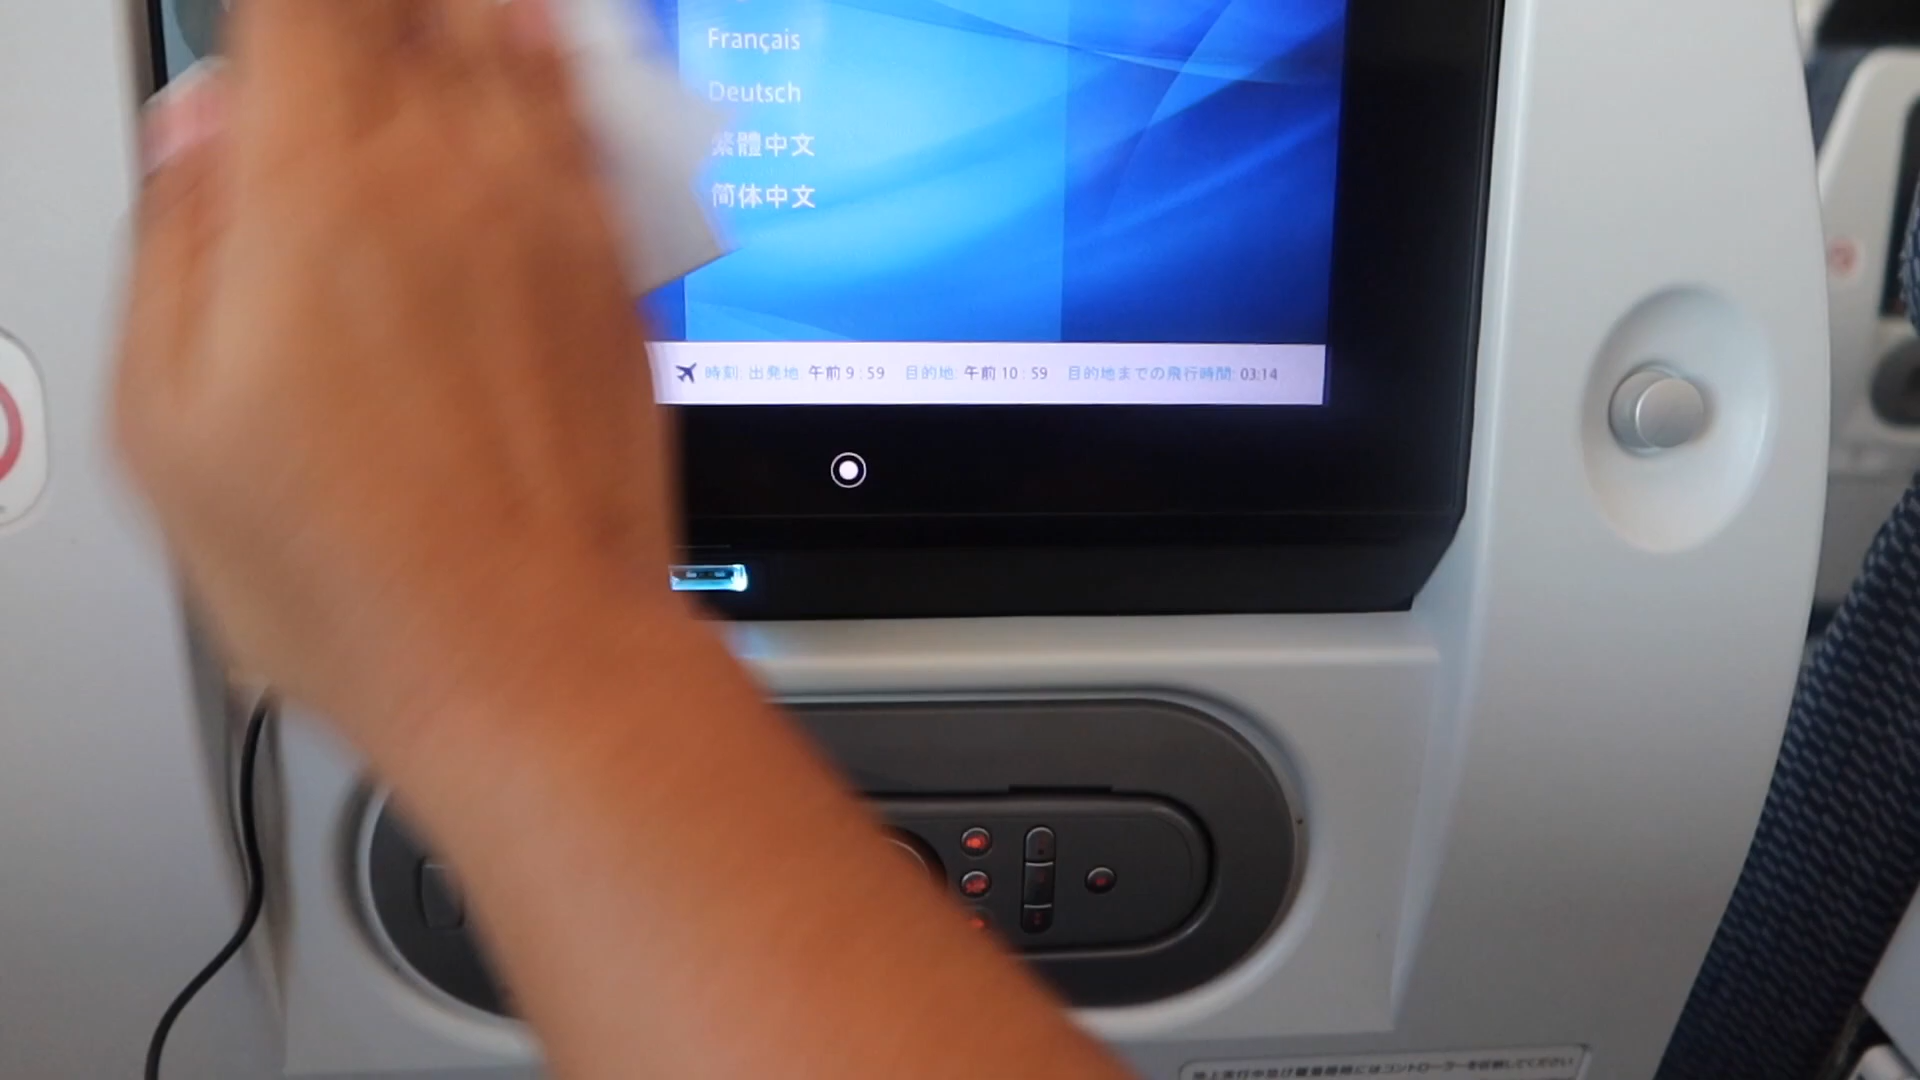 Français
Deutsch
繁體中文
简体中文
時刻: 出発地: 午前 9 : 59 目的地: 午前 10 : 59 目的地までの飛行時間: 03:14